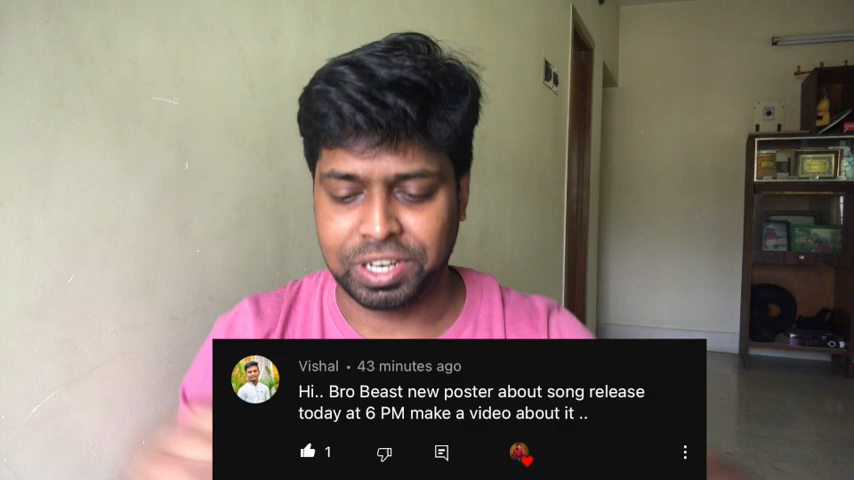 Vishal • 43 minutes ago
Hi.. Bro Beast new poster about song release
today at 6 PM make a video about it ..
1